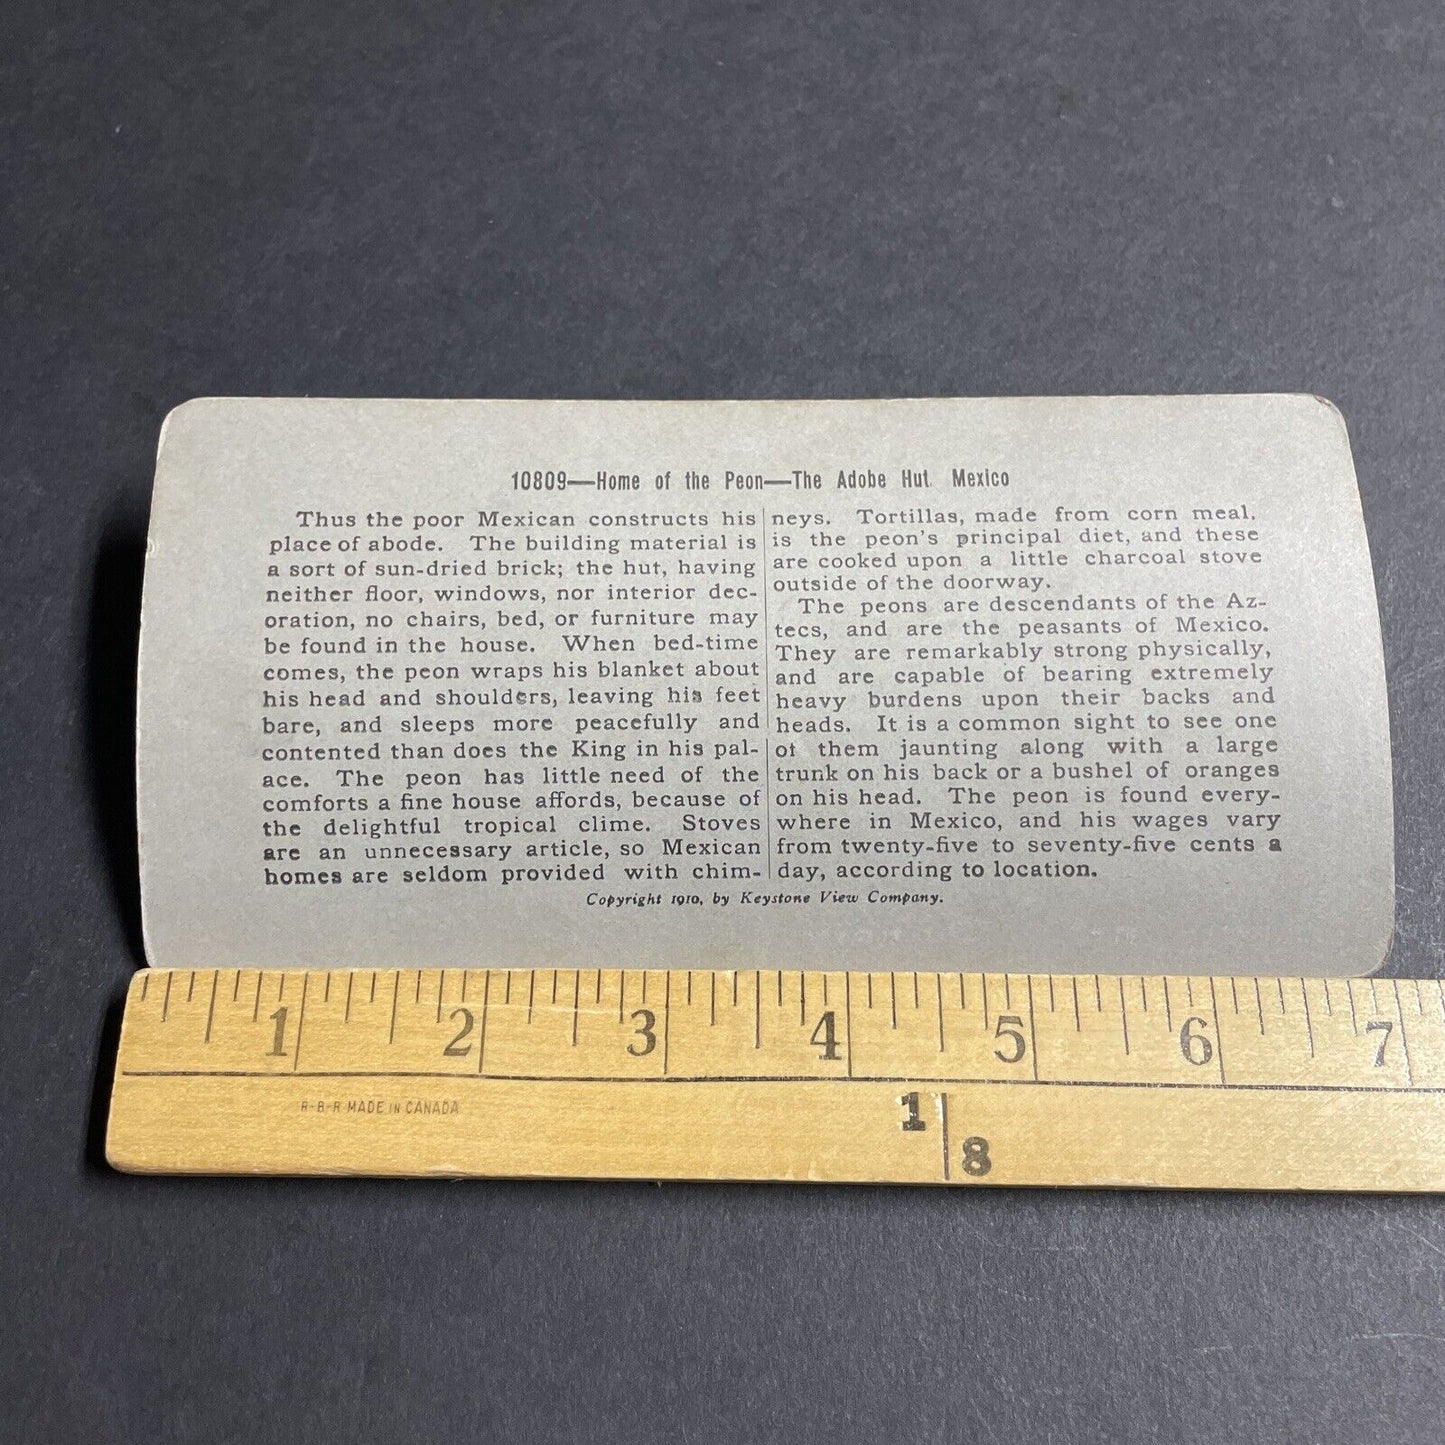 10809—Home of the Peon—The Adobe Hut. Mexico
Thus the poor Mexican constructs his
place of abode. The building material is
a sort of sun-dried brick; the hut, having
neither floor, windows, nor interior dec-
oration, no chairs, bed, or furniture may
be found in the house. When bed-time
comes, the peon wraps his blanket about
his head and shoulders, leaving his feet
bare, and sleeps more peacefully and
contented than does the King in his pal-
ace. The peon has little need of the
comforts a fine house affords, because of
the delightful tropical clime. Stoves
are an unnecessary article, so Mexican
homes are seldom provided with chim-
neys. Tortillas, made from corn meal,
is the peon's principal diet, and these
are cooked upon a little charcoal stove
outside of the doorway.
The peons are descendants of the Az-
tecs, and are the peasants of Mexico.
They are remarkably strong physically,
and are capable of bearing extremely
heavy burdens upon their backs and
heads. It is a common sight to see one
of them jaunting along with a large
trunk on his back or a bushel of oranges
on his head. The peon is found every-
where in Mexico, and his wages vary
from twenty-five to seventy-five cents a
day, according to location.
Copyright 1910, by Keystone View Company.
1 2 3 4 5 6 7
R-B-R MADE IN CANADA
1 8